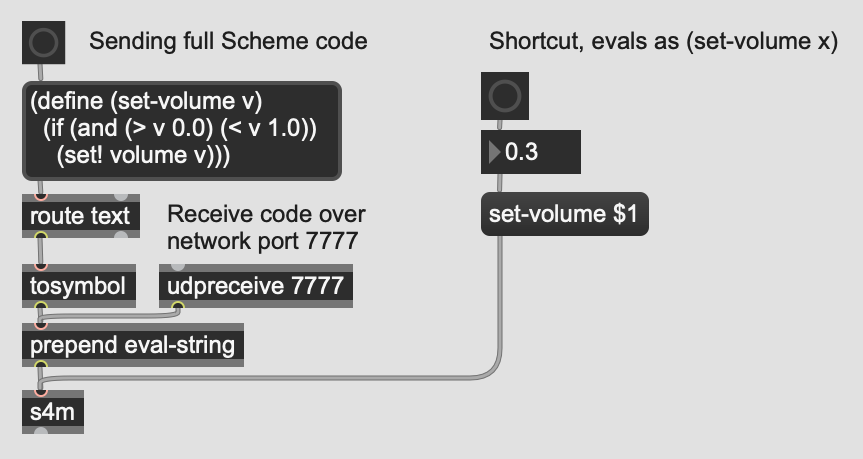 Sending full Scheme code
(define (set-volume v)
(if (and (> v 0.0) (< v 1.0))
(set! volume v)))
route text
Receive code over
network port 7777
tosymbol
udpreceive 7777
prepend eval-string
s4m
Shortcut, evals as (set-volume x)
0.3
set-volume $1